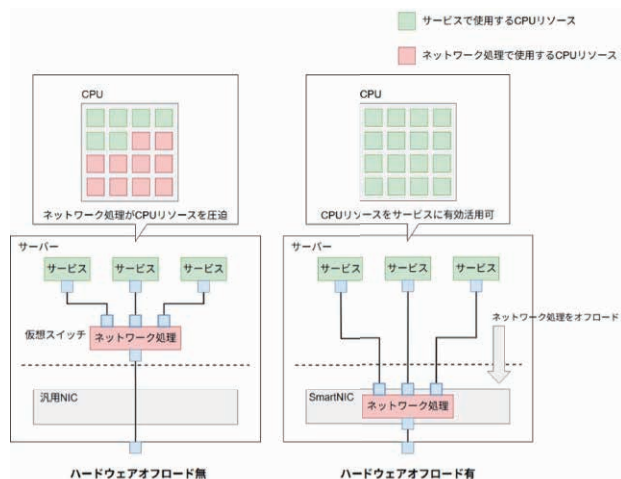 サービスで使用するCPUリソース
ネットワーク処理で使用するCPUリソース
CPU
ネットワーク処理がCPUリソースを圧迫
サーバー
サービス
サービス
サービス
仮想スイッチ
ネットワーク処理
汎用NIC
ハードウェアオフロード無
CPU
CPUリソースをサービスに有効活用可
サーバー
サービス
サービス
サービス
ネットワーク処理をオフロード
SmartNIC
ネットワーク処理
ハードウェアオフロード有